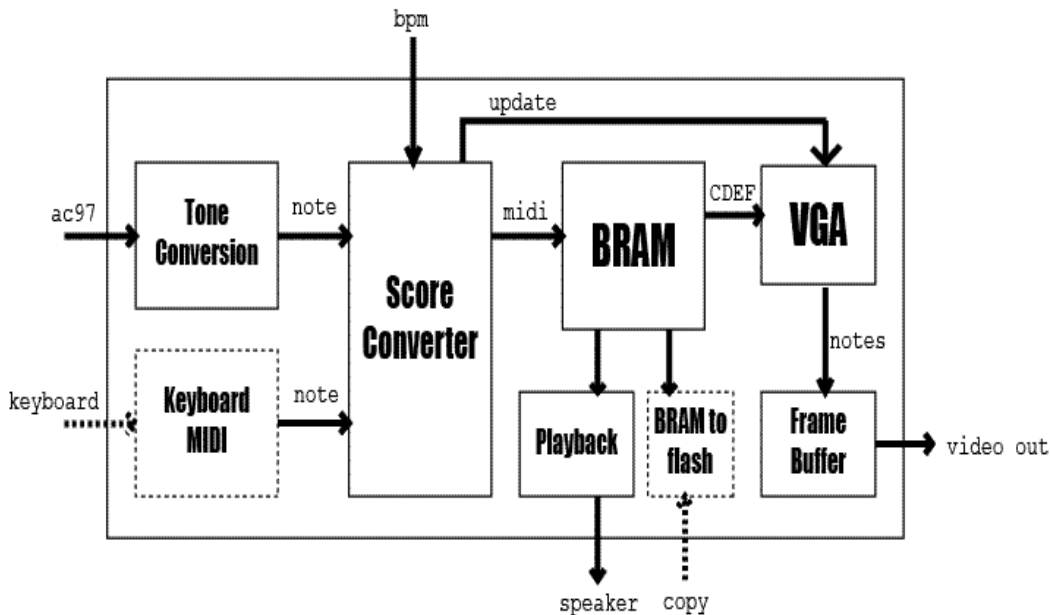 bpm
update
ac97
Tone
Conversion
note
Score
Converter
midi
BRAM
CDEF
VGA
keyboard
Keyboard
MIDI
note
Playback
BRAM to
flash
notes
Frame
Buffer
video out
speaker
copy